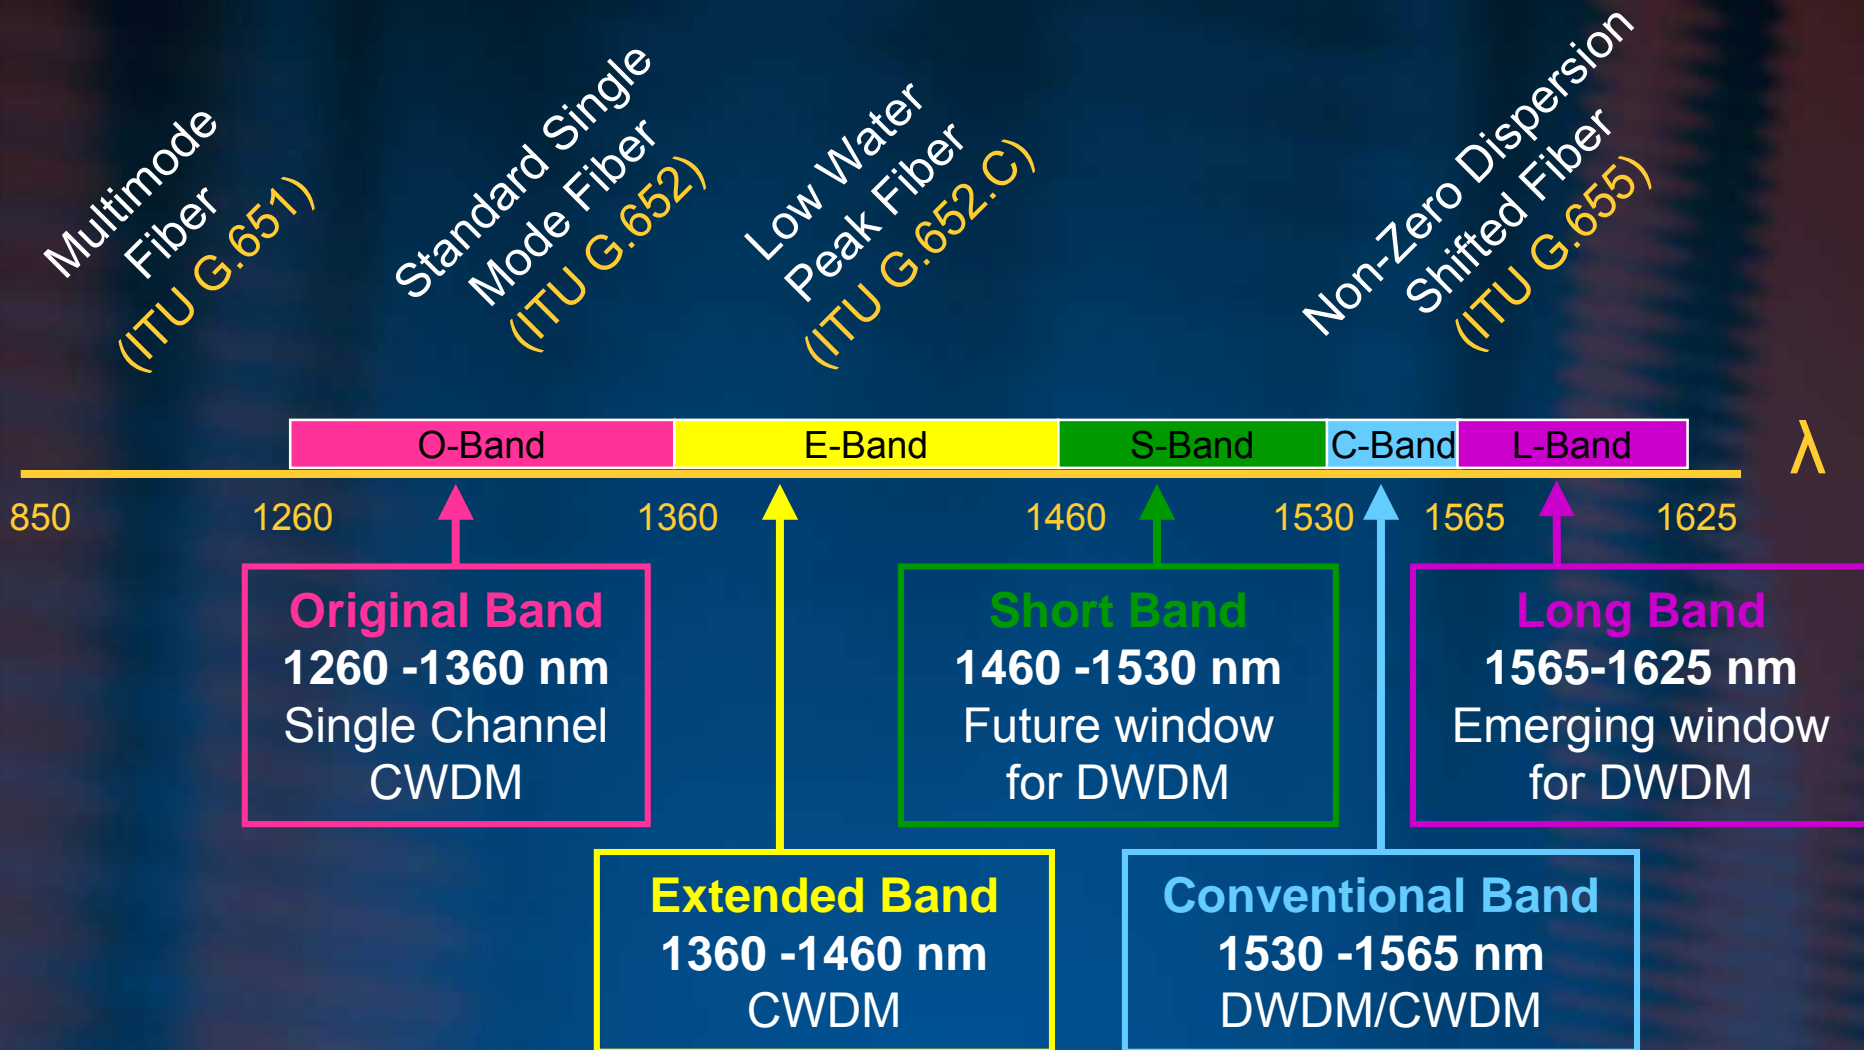 Multimode
Fiber
(ITU G.651)
Standard Single
Mode Fiber
(ITU G.652)
Low Water
Peak Fiber
(ITU G.652.C)
Non-Zero Dispersion
Shifted Fiber
(ITU G.655)
O-Band
E-Band
S-Band
C-Band
L-Band
λ
850
1260
1360
1460
1530
1565
1625
Original Band
1260 -1360 nm
Single Channel
CWDM
Short Band
1460 -1530 nm
Future window
for DWDM
Long Band
1565-1625 nm
Emerging window
for DWDM
Extended Band
1360 -1460 nm
CWDM
Conventional Band
1530 -1565 nm
DWDM/CWDM